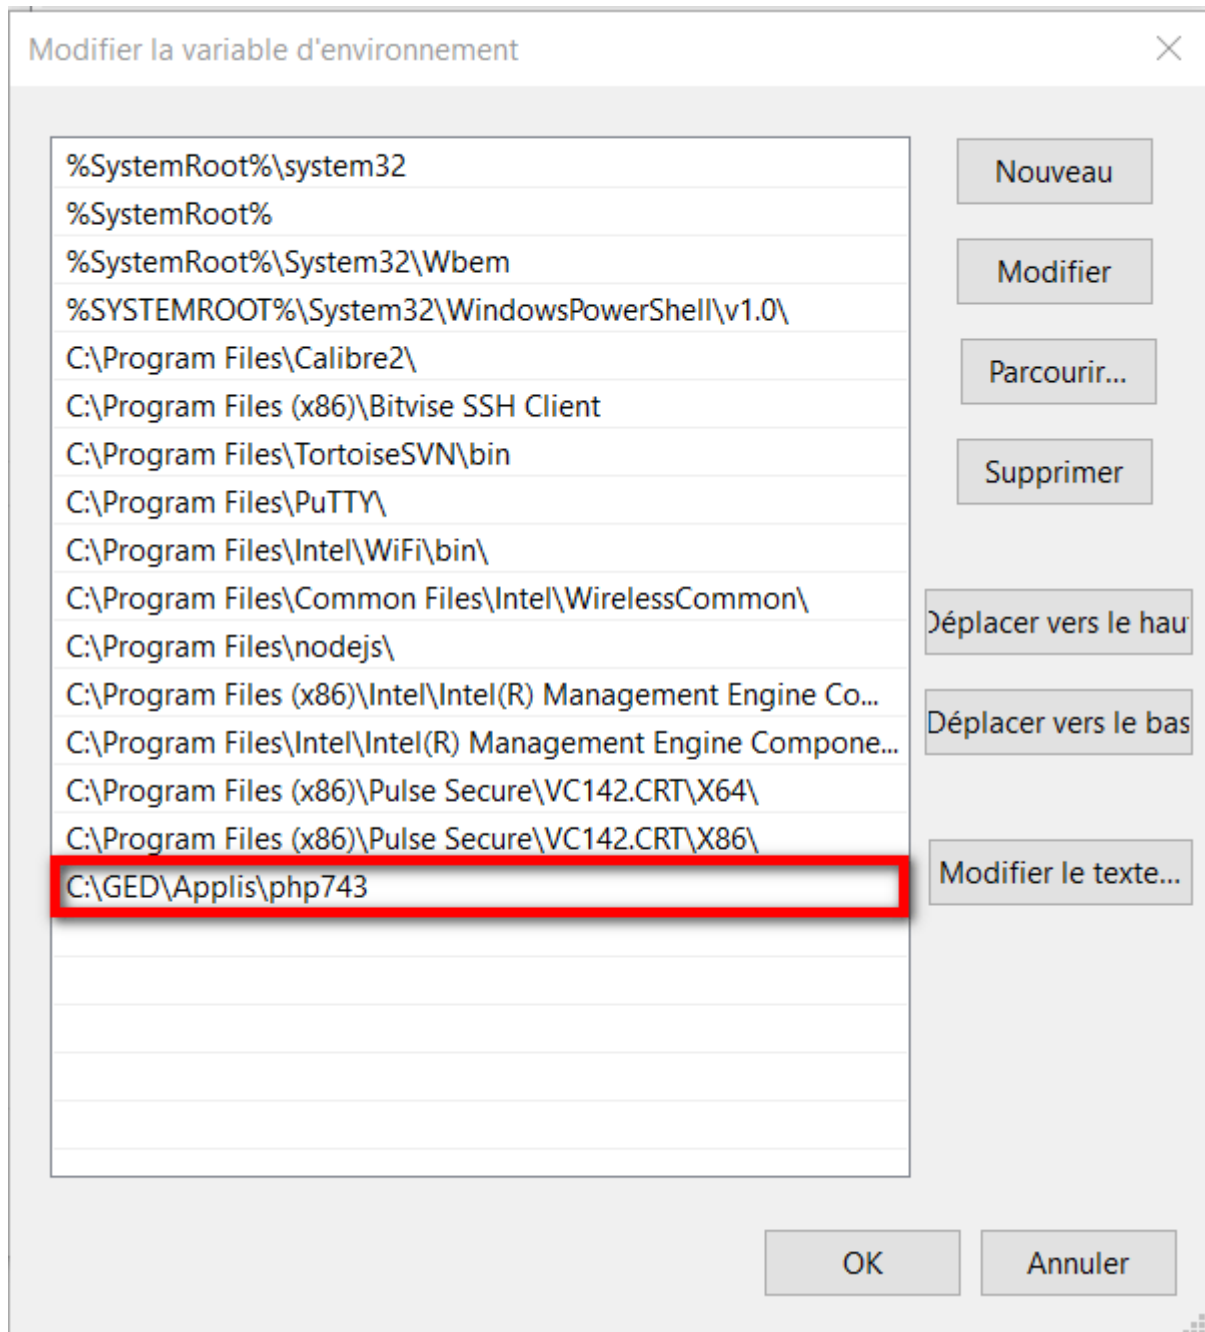 Modifier la variable d'environnement
%SystemRoot%\system32
%SystemRoot%
%SystemRoot%\System32\Wbem
%SYSTEMROOT%\System32\WindowsPowerShell\v1.0\
C:\Program Files\Calibre2\
C:\Program Files (x86)\Bitvise SSH Client
C:\Program Files\TortoiseSVN\bin
C:\Program Files\PuTTY\
C:\Program Files\Intel\WiFi\bin\
C:\Program Files\Common Files\Intel\WirelessCommon\
C:\Program Files\nodejs\
C:\Program Files (x86)\Intel\Intel(R) Management Engine Co...
C:\Program Files\Intel\Intel(R) Management Engine Compone...
C:\Program Files (x86)\Pulse Secure\VC142.CRT\X64\
C:\Program Files (x86)\Pulse Secure\VC142.CRT\X86\
C:\GED\Applis\php743
Nouveau
Modifier
Parcourir...
Supprimer
Déplacer vers le haut
Déplacer vers le bas
Modifier le texte...
OK
Annuler